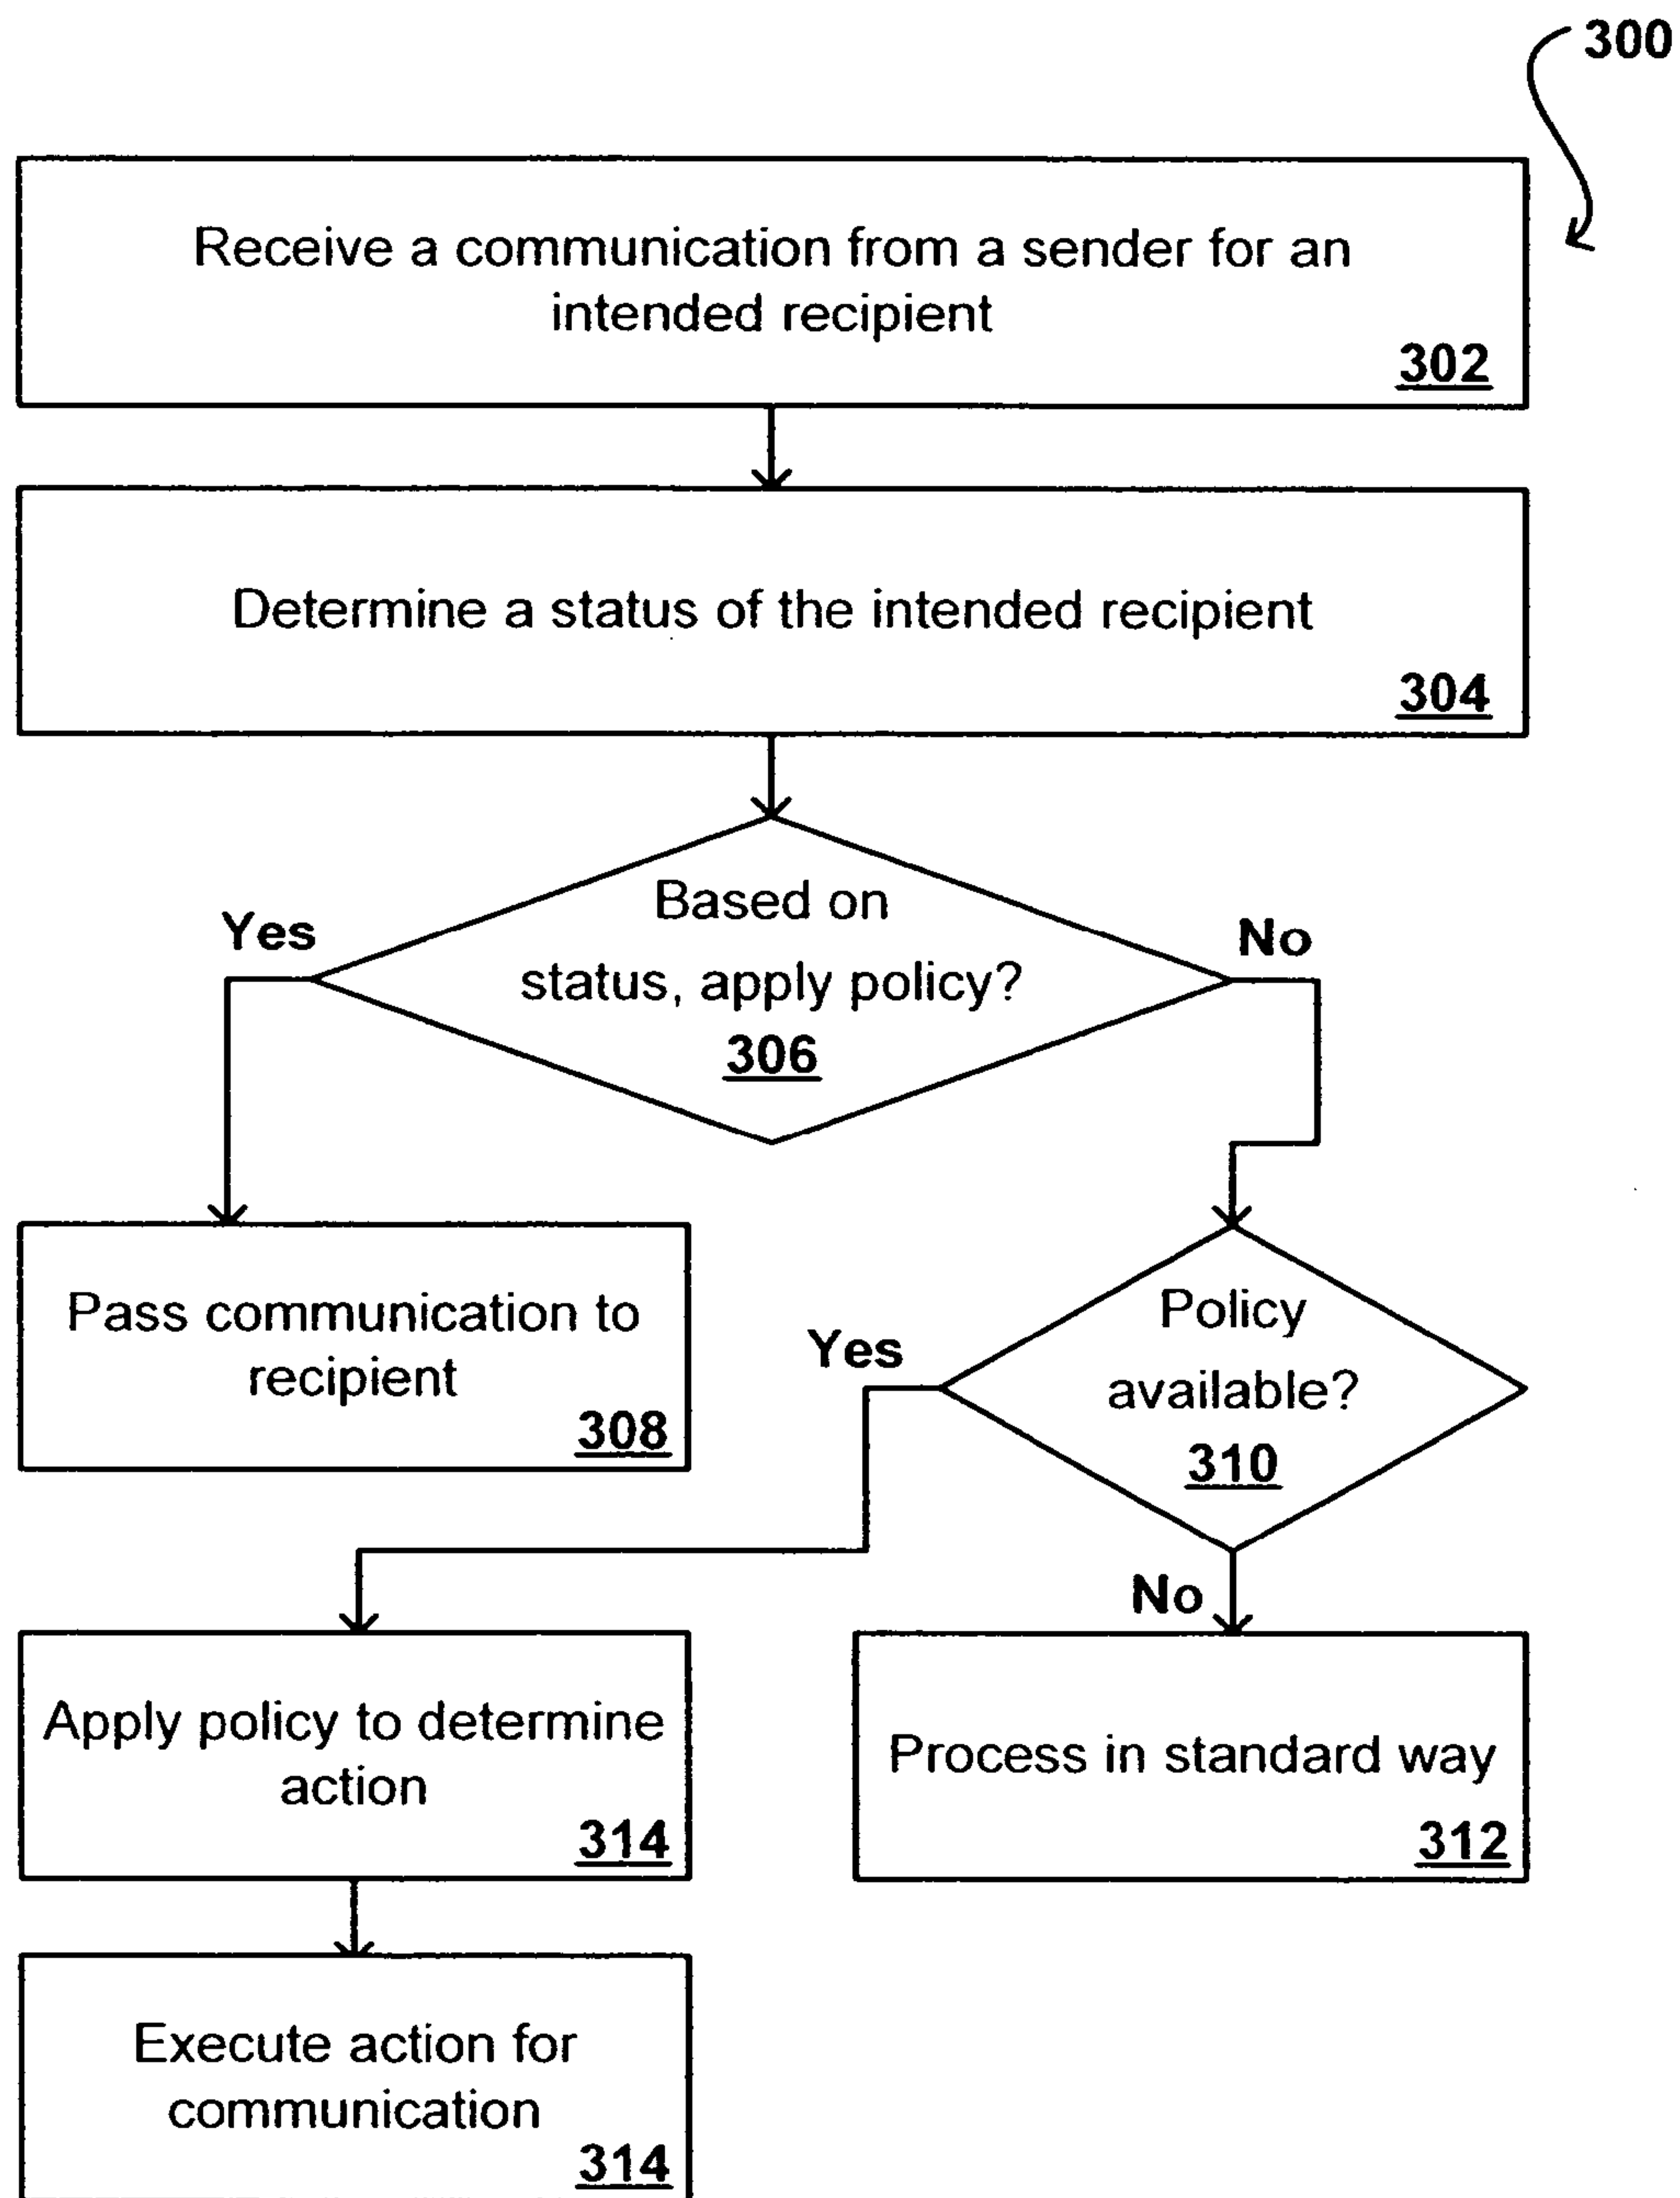 300
Receive a communication from a sender for an
intended recipient
302
Determine a status of the intended recipient
304
Based on
status, apply policy?
306
Yes
No
Pass communication to
recipient
308
Policy
available?
310
Yes
No
Apply policy to determine
action
314
Process in standard way
312
Execute action for
communication
314